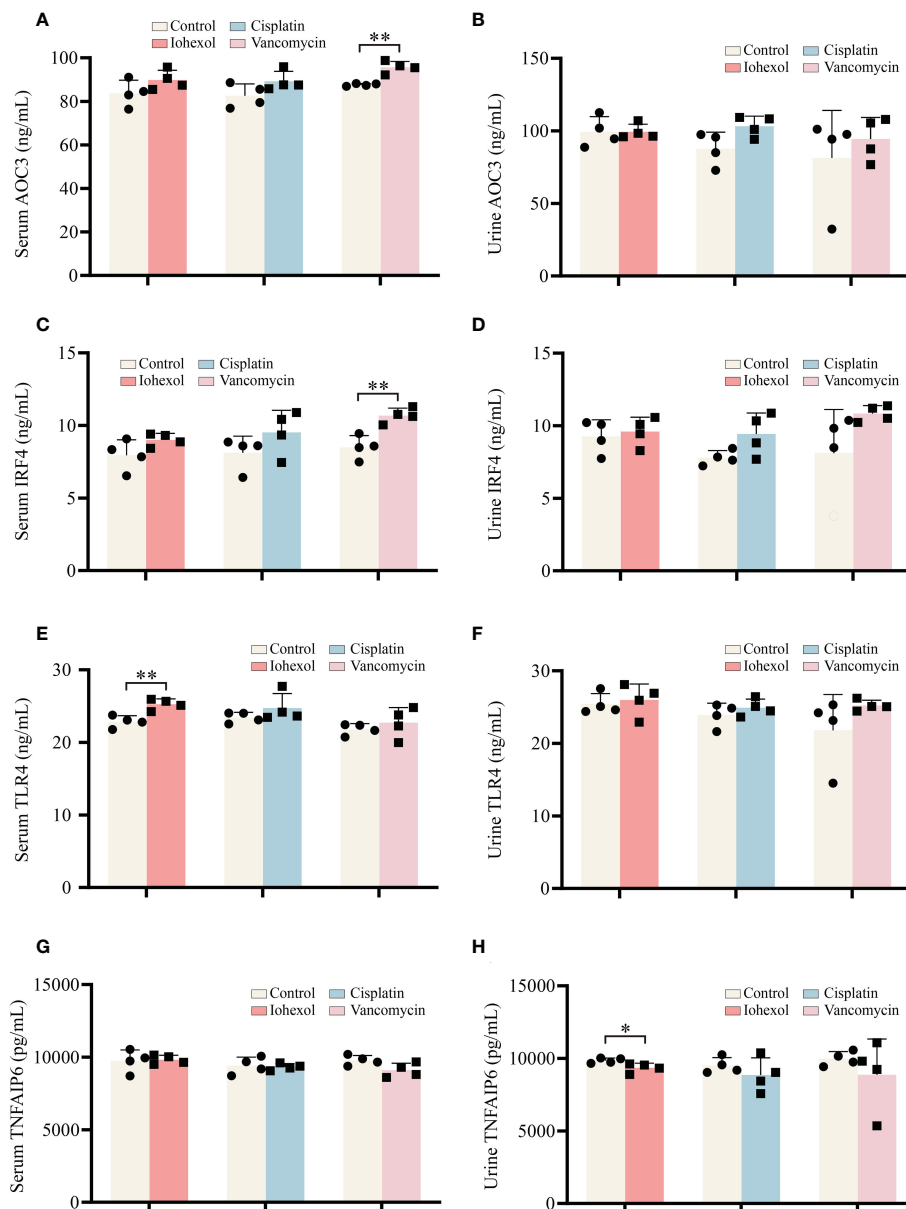 A
Control Cisplatin
Iohexol Vancomycin
**
Serum AOC3 (ng/mL)
100
80
60
40
20
0
B
Control Cisplatin
Iohexol Vancomycin
Urine AOC3 (ng/mL)
150
100
50
0
C
Control Cisplatin
Iohexol Vancomycin
**
Serum IRF4 (ng/mL)
15
10
5
0
D
Control Cisplatin
Iohexol Vancomycin
Urine IRF4 (ng/mL)
15
10
5
0
E
Control Cisplatin
Iohexol Vancomycin
**
Serum TLR4 (ng/mL)
30
20
10
0
F
Control Cisplatin
Iohexol Vancomycin
Urine TLR4 (ng/mL)
30
20
10
0
G
Control Cisplatin
Iohexol Vancomycin
Serum TNFAIP6 (pg/mL)
15000
10000
5000
0
H
Control Cisplatin
Iohexol Vancomycin
*
Urine TNFAIP6 (pg/mL)
15000
10000
5000
0